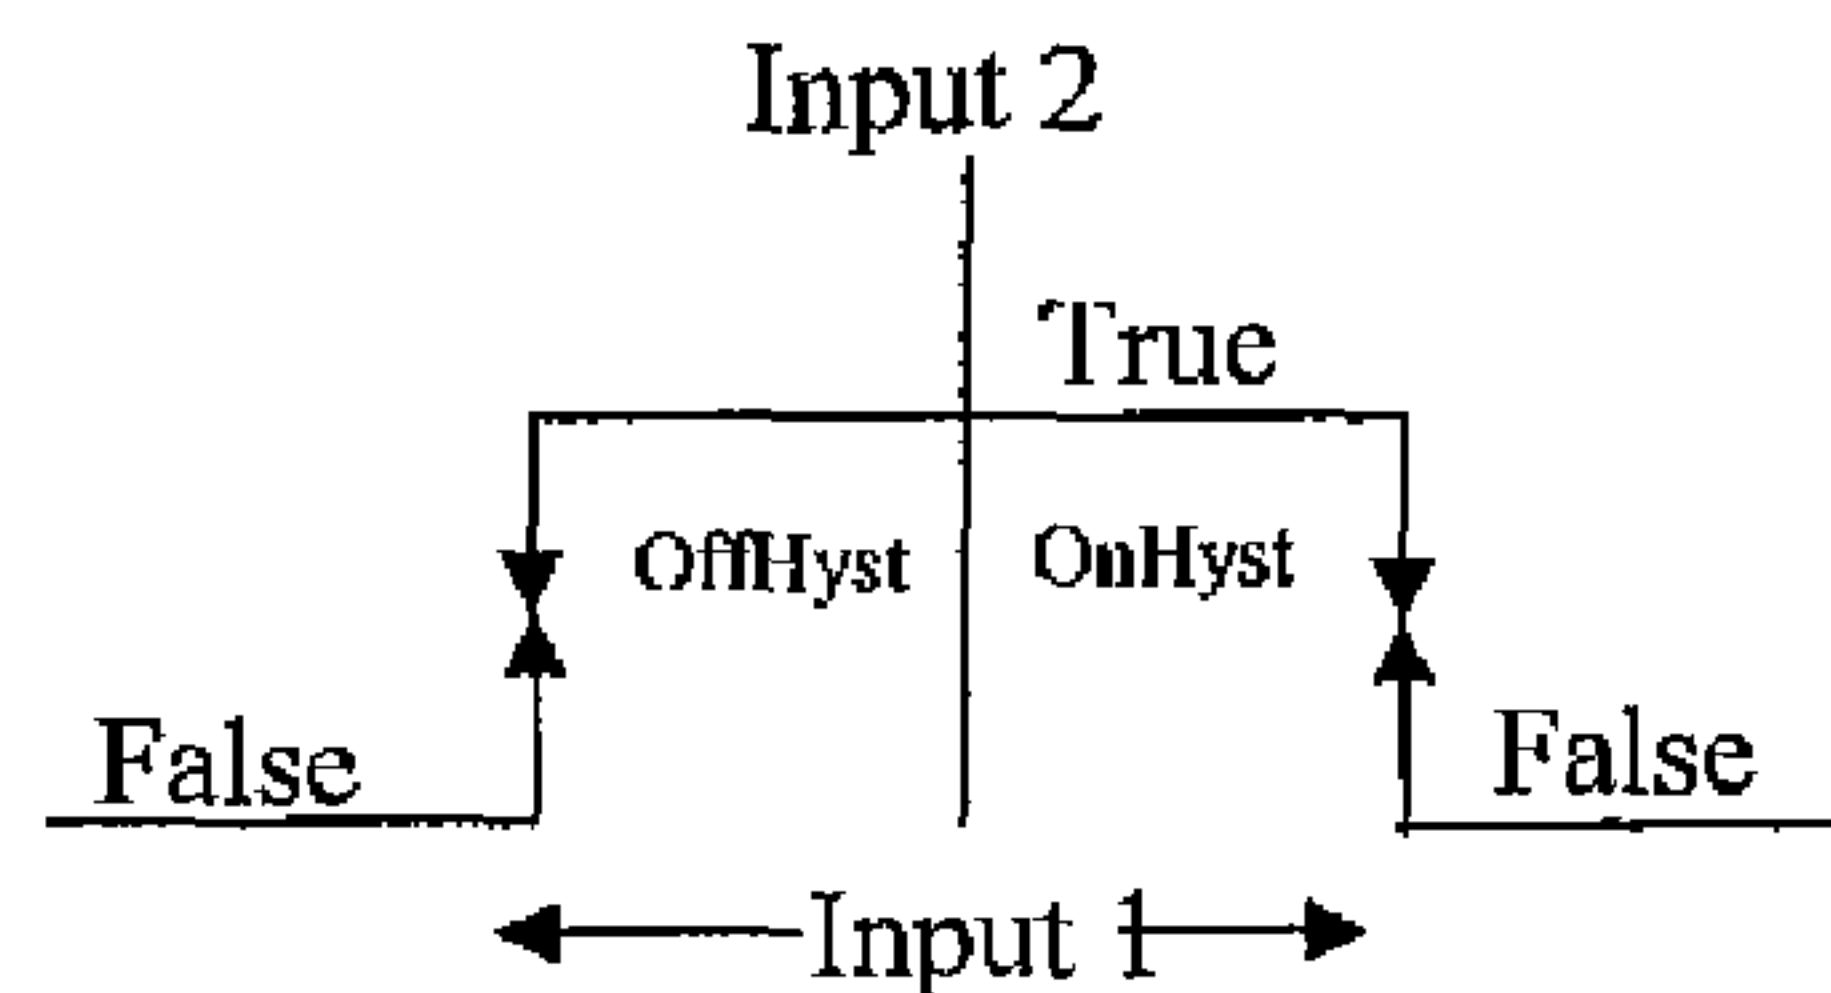 Input 2
True
OffHyst OnHyst
False False
Input 1